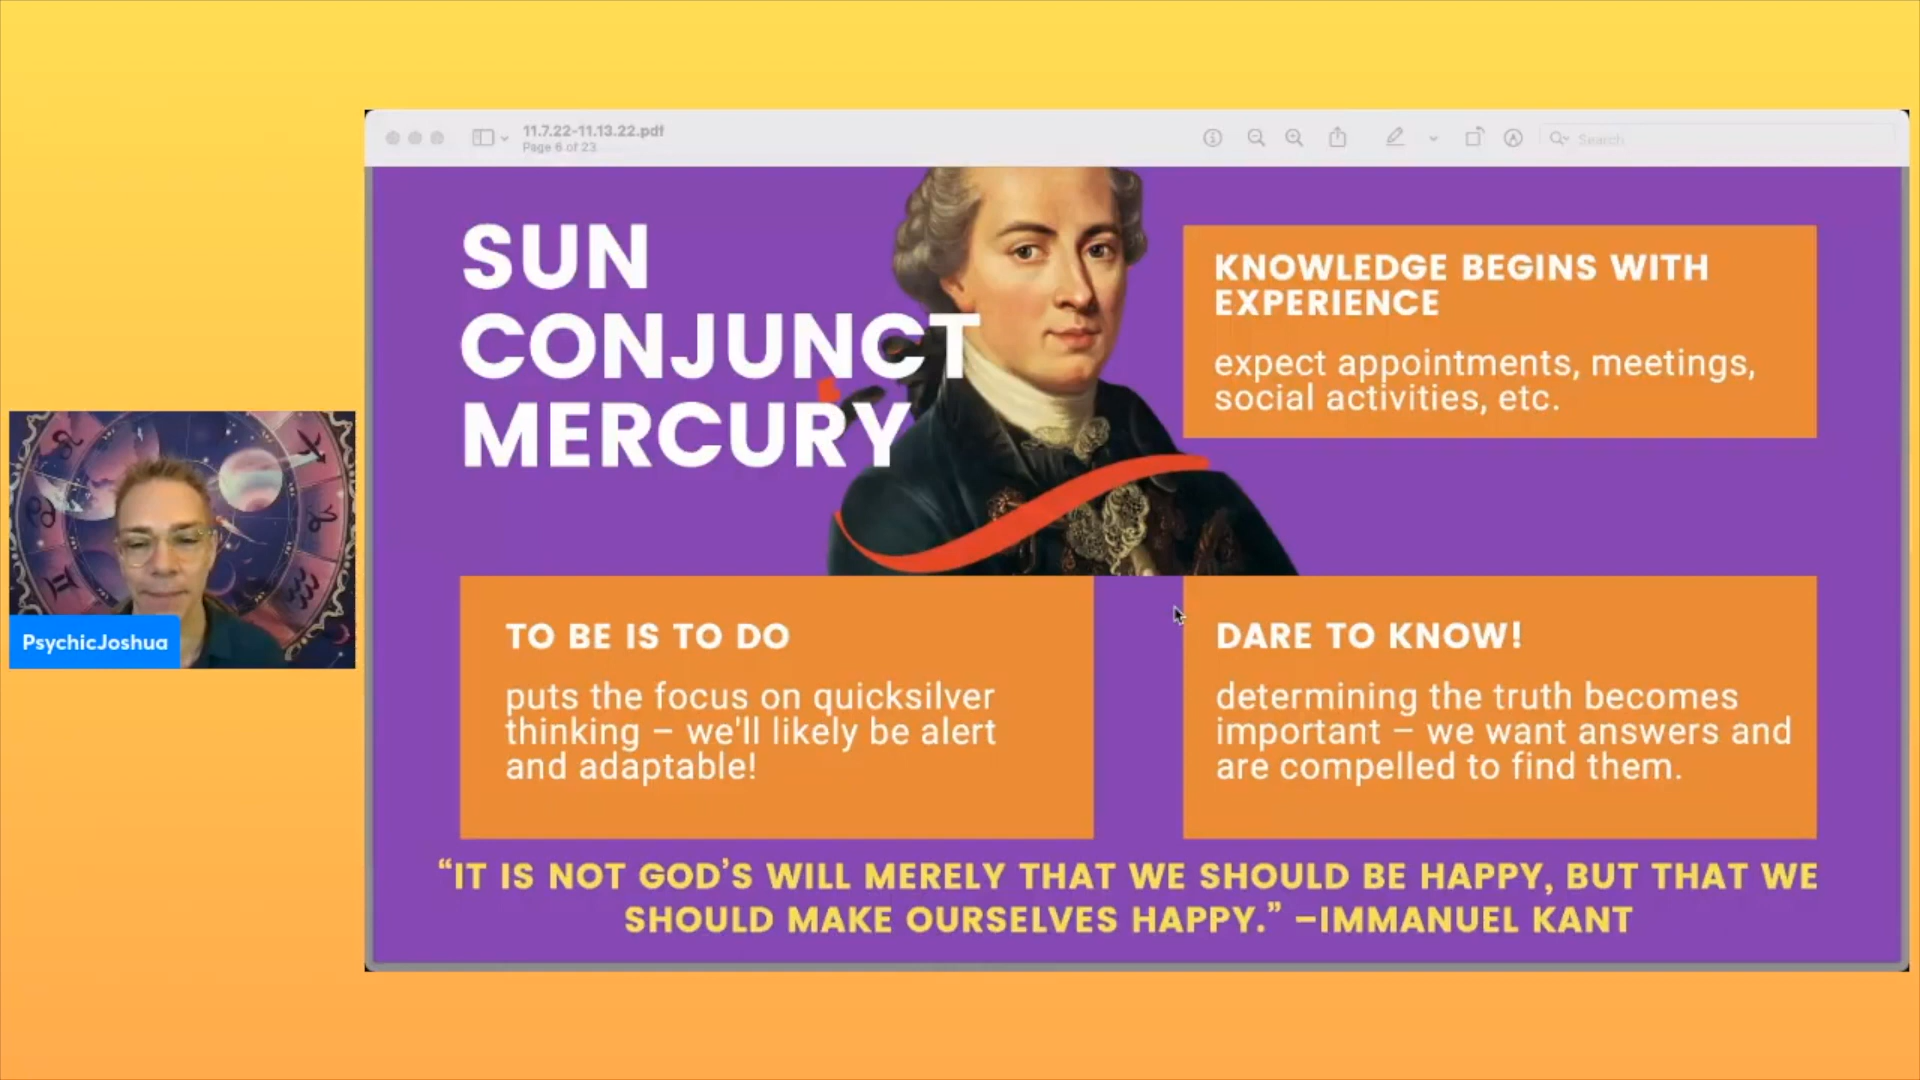 11.7.22-11.13.22.pdf
Page 6 of 23
Search
SUN
CONJUNCT
MERCURY
KNOWLEDGE BEGINS WITH
EXPERIENCE
expect appointments, meetings,
social activities, etc.
TO BE IS TO DO
puts the focus on quicksilver
thinking – we'll likely be alert
and adaptable!
DARE TO KNOW!
determining the truth becomes
important – we want answers and
are compelled to find them.
“IT IS NOT GOD’S WILL MERELY THAT WE SHOULD BE HAPPY, BUT THAT WE
SHOULD MAKE OURSELVES HAPPY.” –IMMANUEL KANT
PsychicJoshua